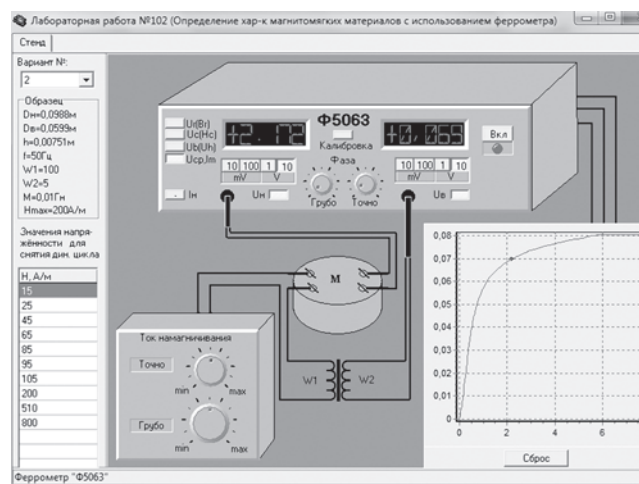 Лабораторная работа №102 (Определение хар-к магнитомягких материалов с использованием феррометра)
Стенд
Вариант №:
2
Образец
Dн=0,0988м
Dв=0,0599м
h=0,00751м
f=50Гц
W1=100
W2=5
M=0,01Гн
Hmax=200А/м
Значения напря-
жённости для
снятия дин. цикла
H, А/м
15
25
45
65
85
95
105
200
510
800
Ur(Br)
Uc(Hc)
Ub(Uh)
Ucp,Im
+2.172
Ф5063
Калибровка
+0,069
Вкл
10 100 1 10
mV V
Фаза
10 100 1 10
mV V
Iн
Uн
Грубо
Точно
Uв
М
Ток намагничивания
Точно
min
max
Грубо
min
max
W1
W2
0,08
0,07
0,06
0,05
0,04
0,03
0,02
0,01
0
0
2
4
6
Сброс
Феррометр "Ф5063"